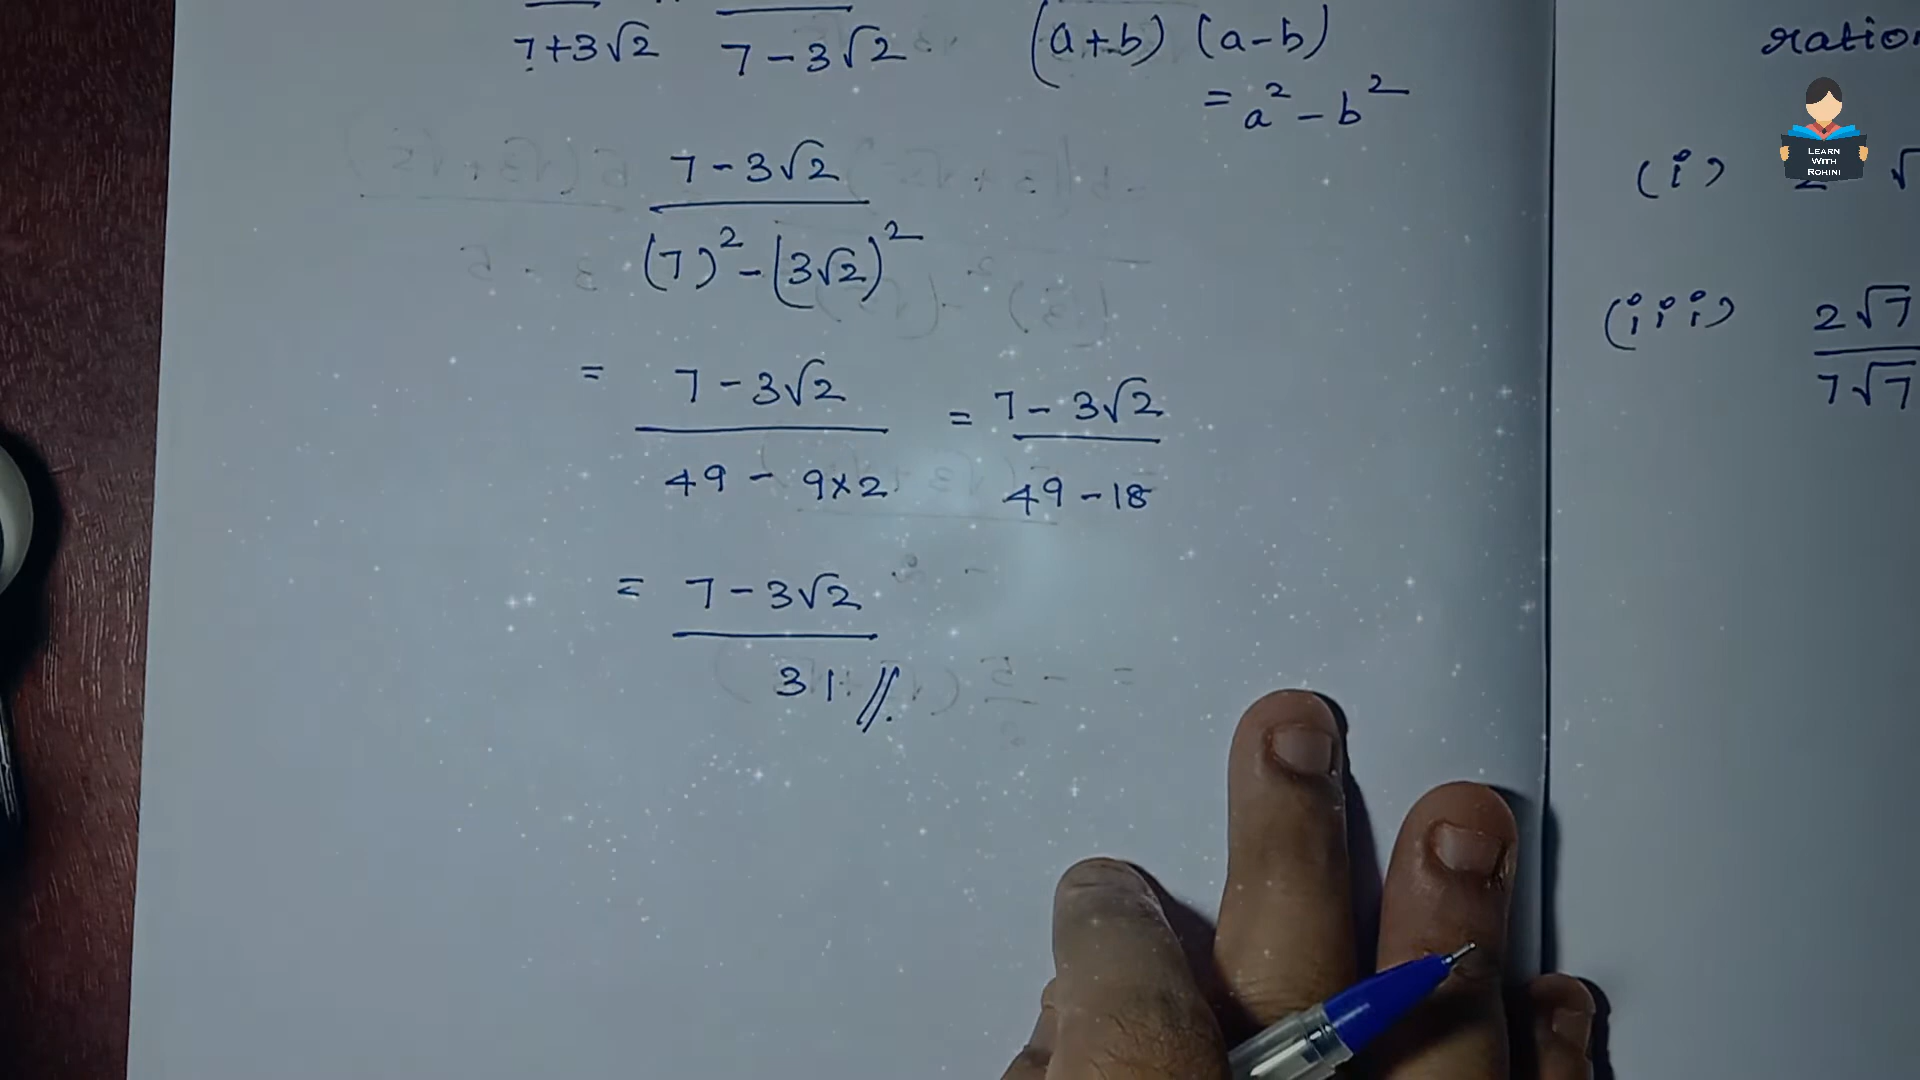 7+3√2 7-3√2 (a+b) (a-b)
= a² - b²
7-3√2
(7)² - (3√2)²
= 7-3√2 = 7-3√2
49 - 9×2 49-18
= 7-3√2
31 //
ration
LEARN
WITH
ROHINI
(i) 2 √
(iii) 2√7
7√7